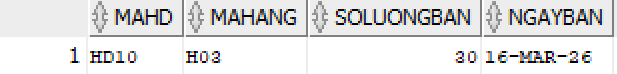 MAHD MAHANG SOLUONGBAN NGAYBAN
1 HD10 H03 30 16-MAR-26